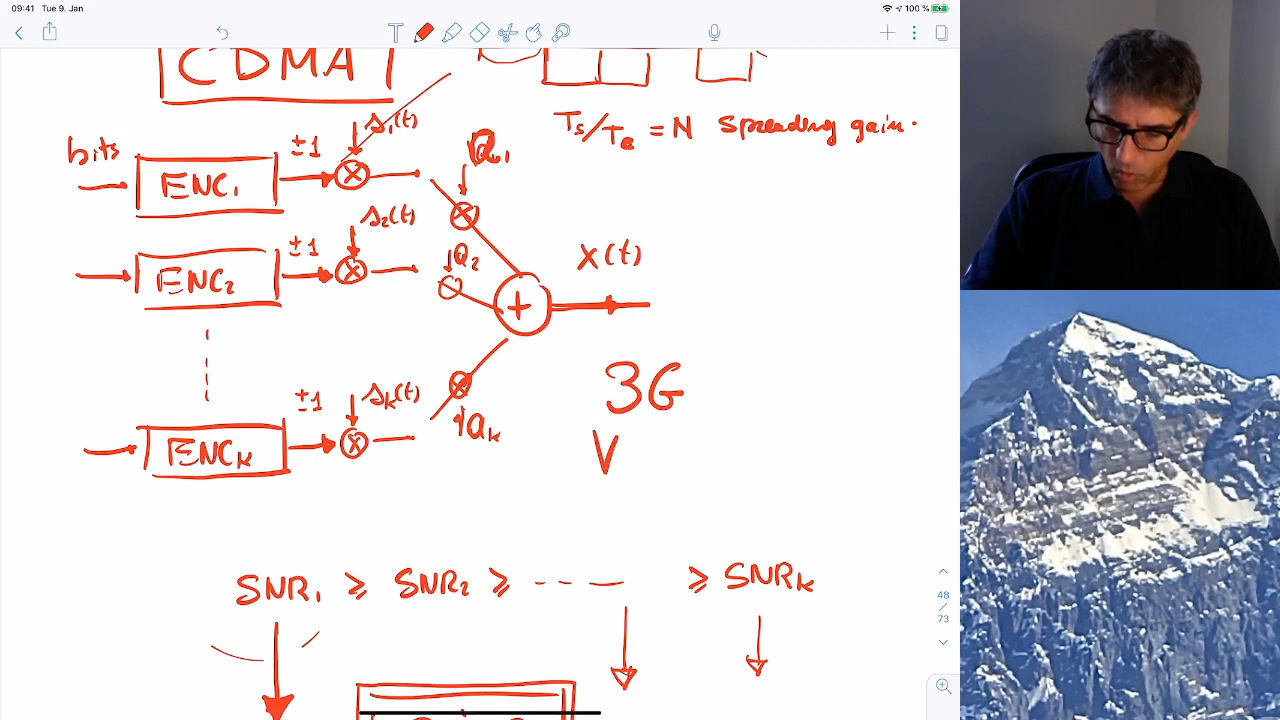 09:41 Tue 9. Jan 100 %
CDMA
Ts/Tc = N Spreading gain.
bits ENC1 ±1 s1(t) Q1
ENC2 ±1 s2(t) Q2
x(t)
+
3G
V
ENCK ±1 sk(t) Qk
SNR1 ≥ SNR2 ≥ ---- ≥ SNRK
48
/
73